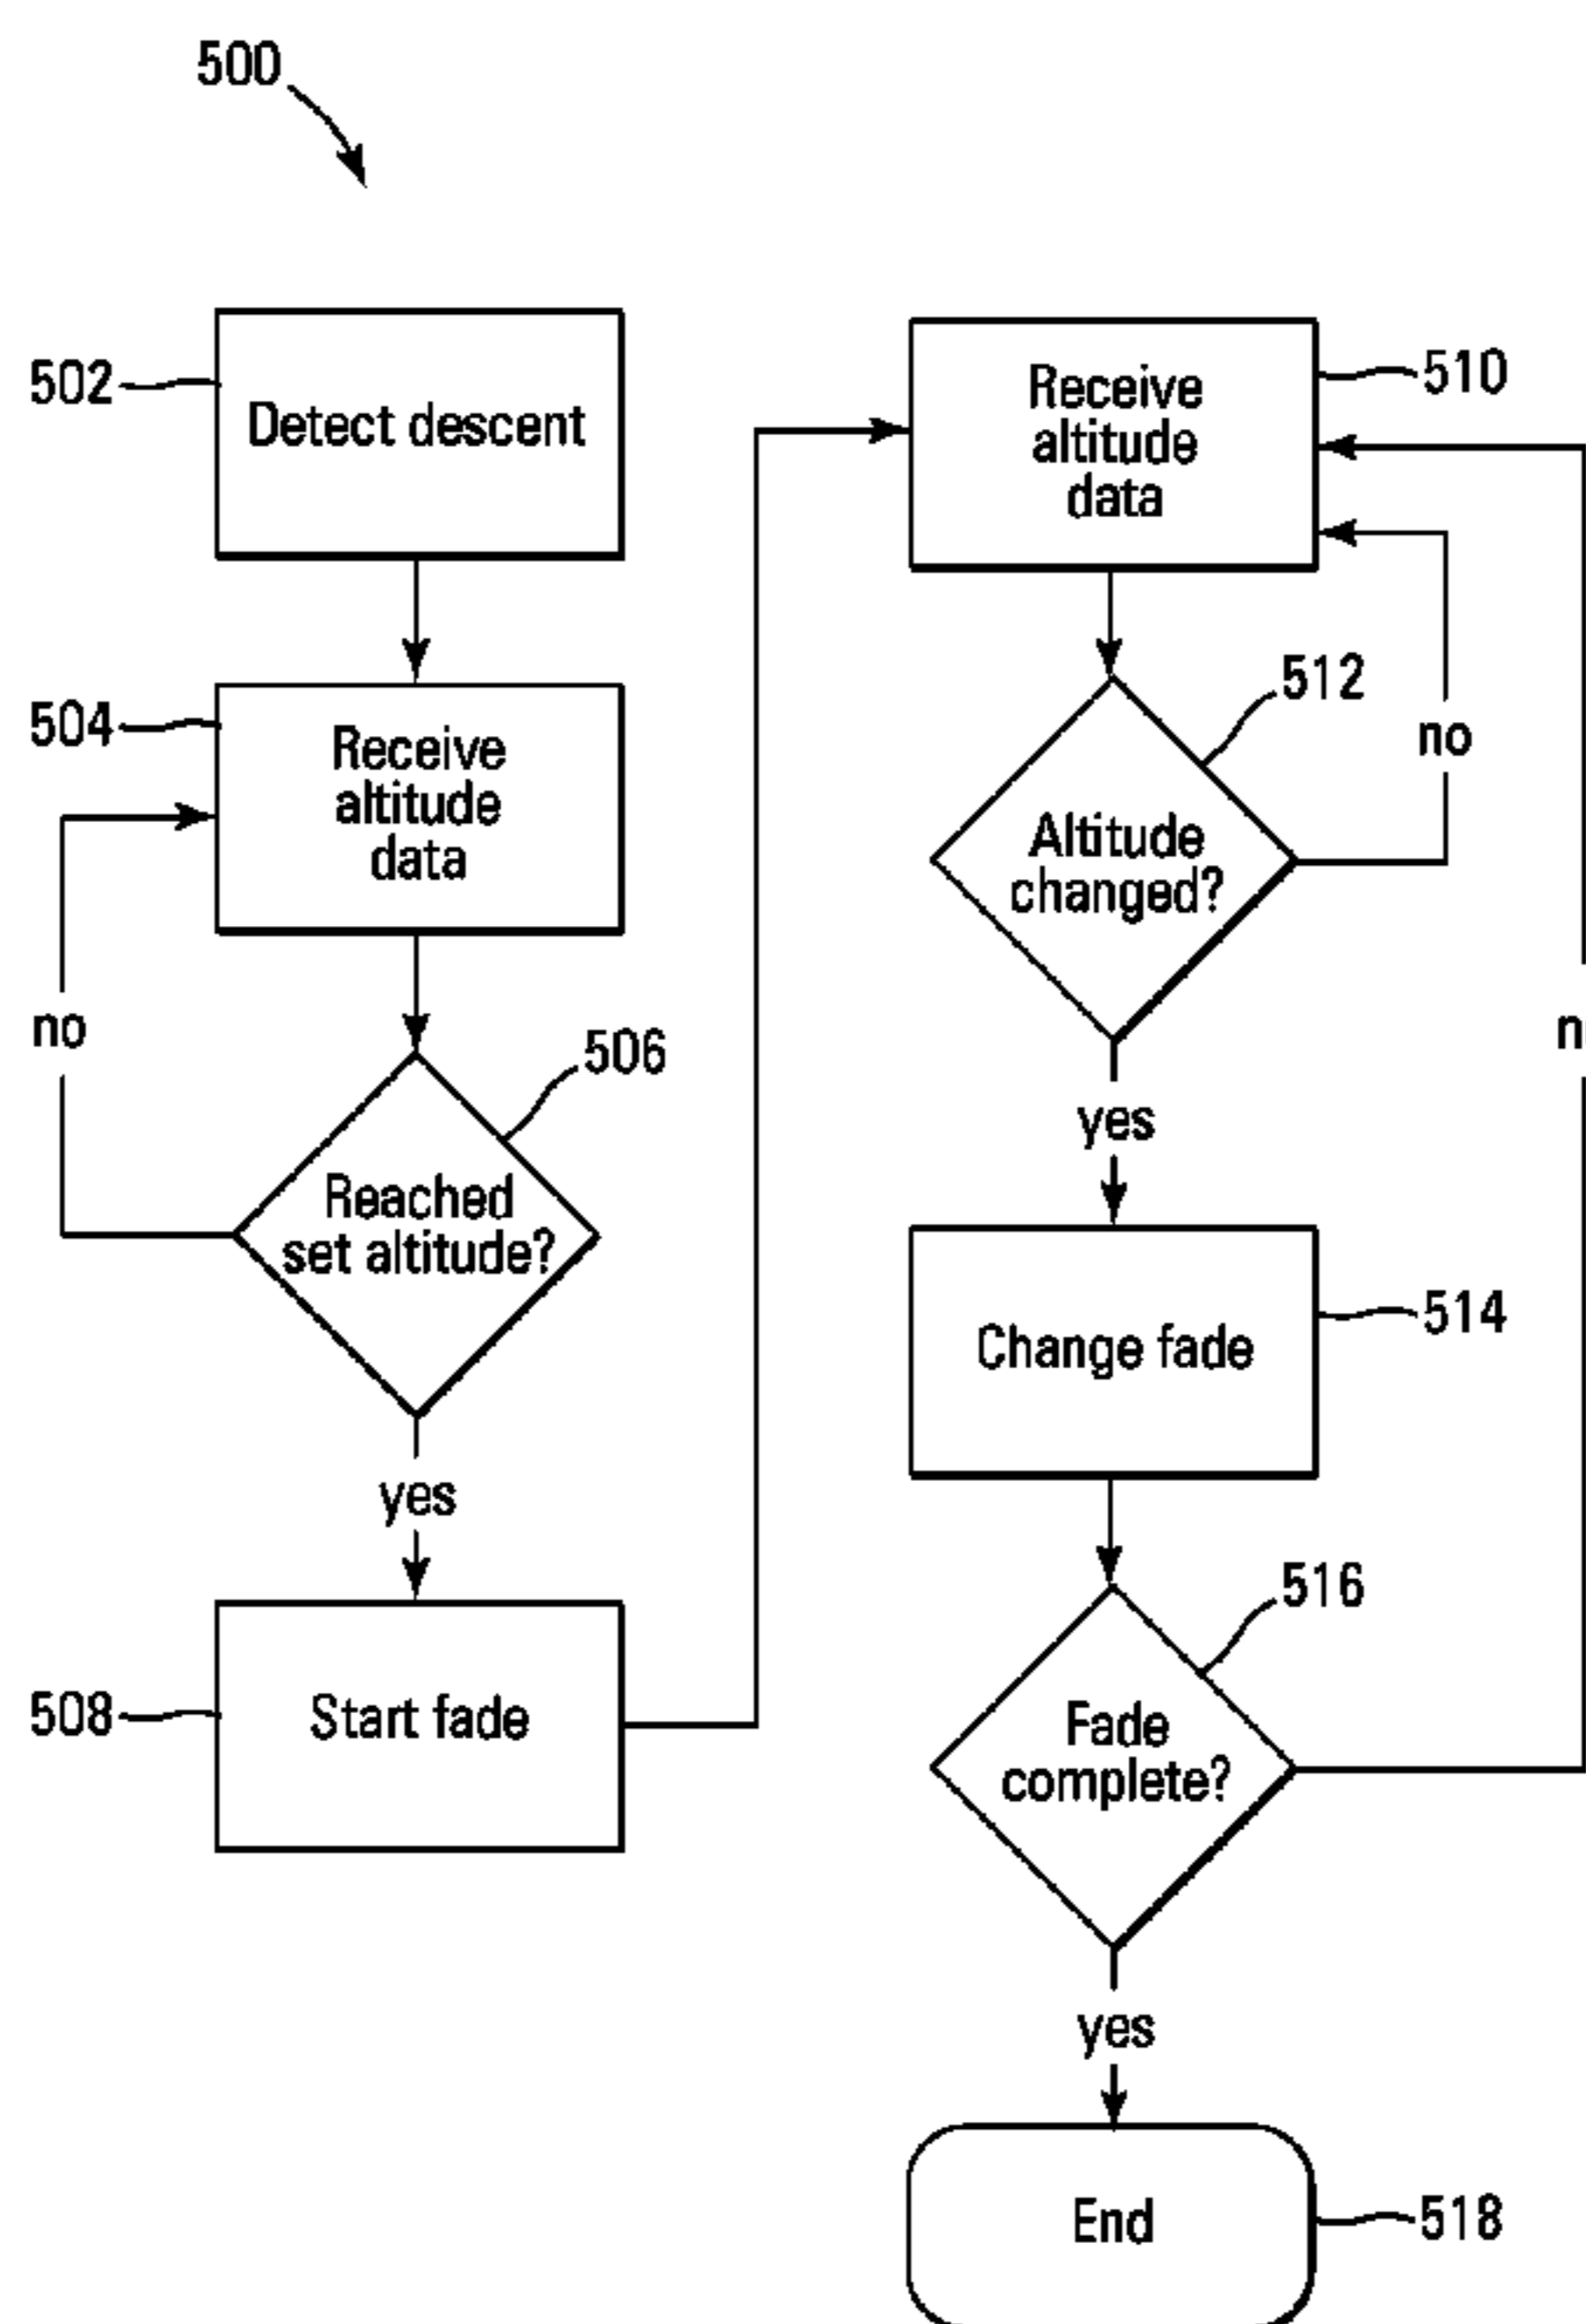 500
502
Detect descent
504
Receive
altitude
data
no
506
Reached
set altitude?
yes
508
Start fade
510
Receive
altitude
data
512
no
Altitude
changed?
yes
514
Change fade
516
Fade
complete?
yes
518
End